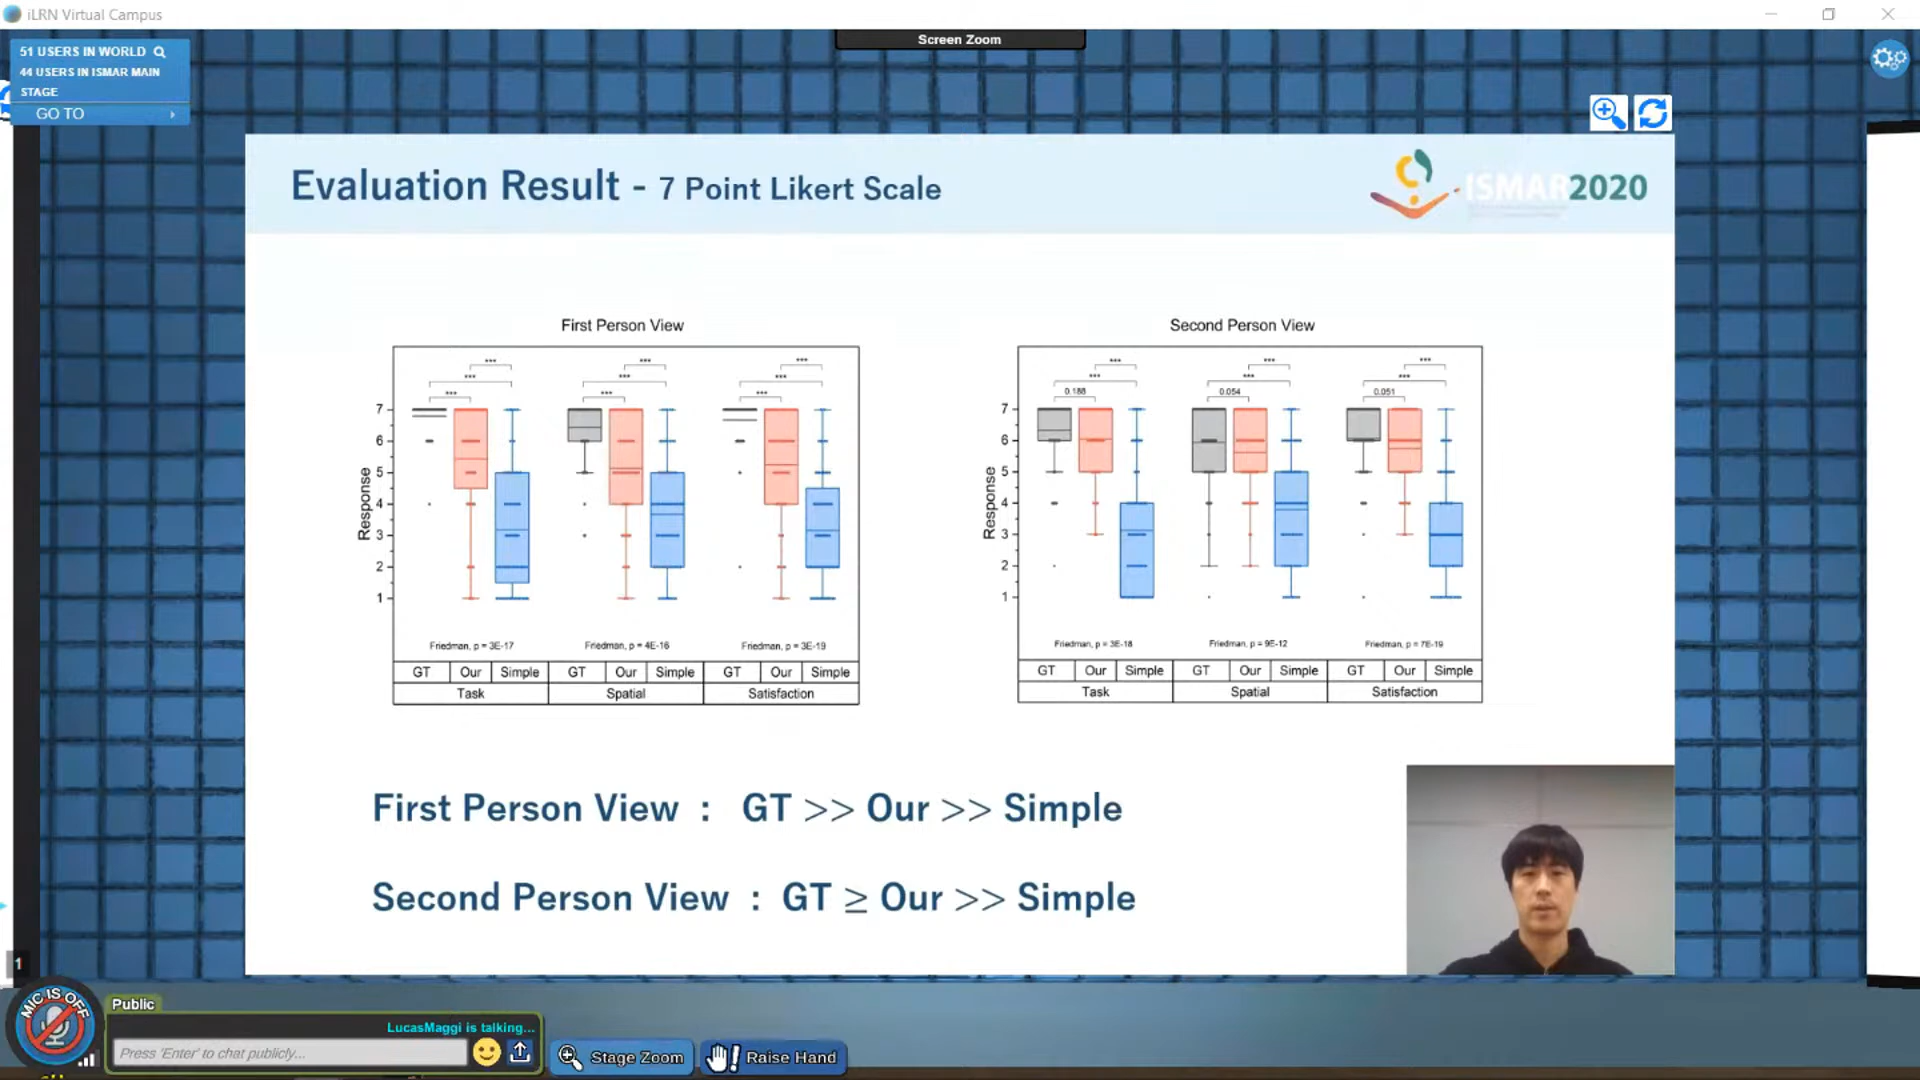 iLRN Virtual Campus
51 USERS IN WORLD
44 USERS IN ISMAR MAIN
STAGE
GO TO
Screen Zoom
Evaluation Result - 7 Point Likert Scale
ISMAR2020
First Person View
***
***
***
***
***
***
***
***
***
Response
7
6
5
4
3
2
1
Friedman, p = 3E-17
Friedman, p = 4E-16
Friedman, p = 3E-19
GT Our Simple GT Our Simple GT Our Simple
Task Spatial Satisfaction
Second Person View
***
***
***
***
***
***
0.188
0.054
0.051
Response
7
6
5
4
3
2
1
Friedman, p = 3E-18
Friedman, p = 9E-12
Friedman, p = 7E-19
GT Our Simple GT Our Simple GT Our Simple
Task Spatial Satisfaction
First Person View : GT >> Our >> Simple
Second Person View : GT ≥ Our >> Simple
1
MIC IS OFF
Public
LucasMaggi is talking...
Press 'Enter' to chat publicly...
Stage Zoom
Raise Hand